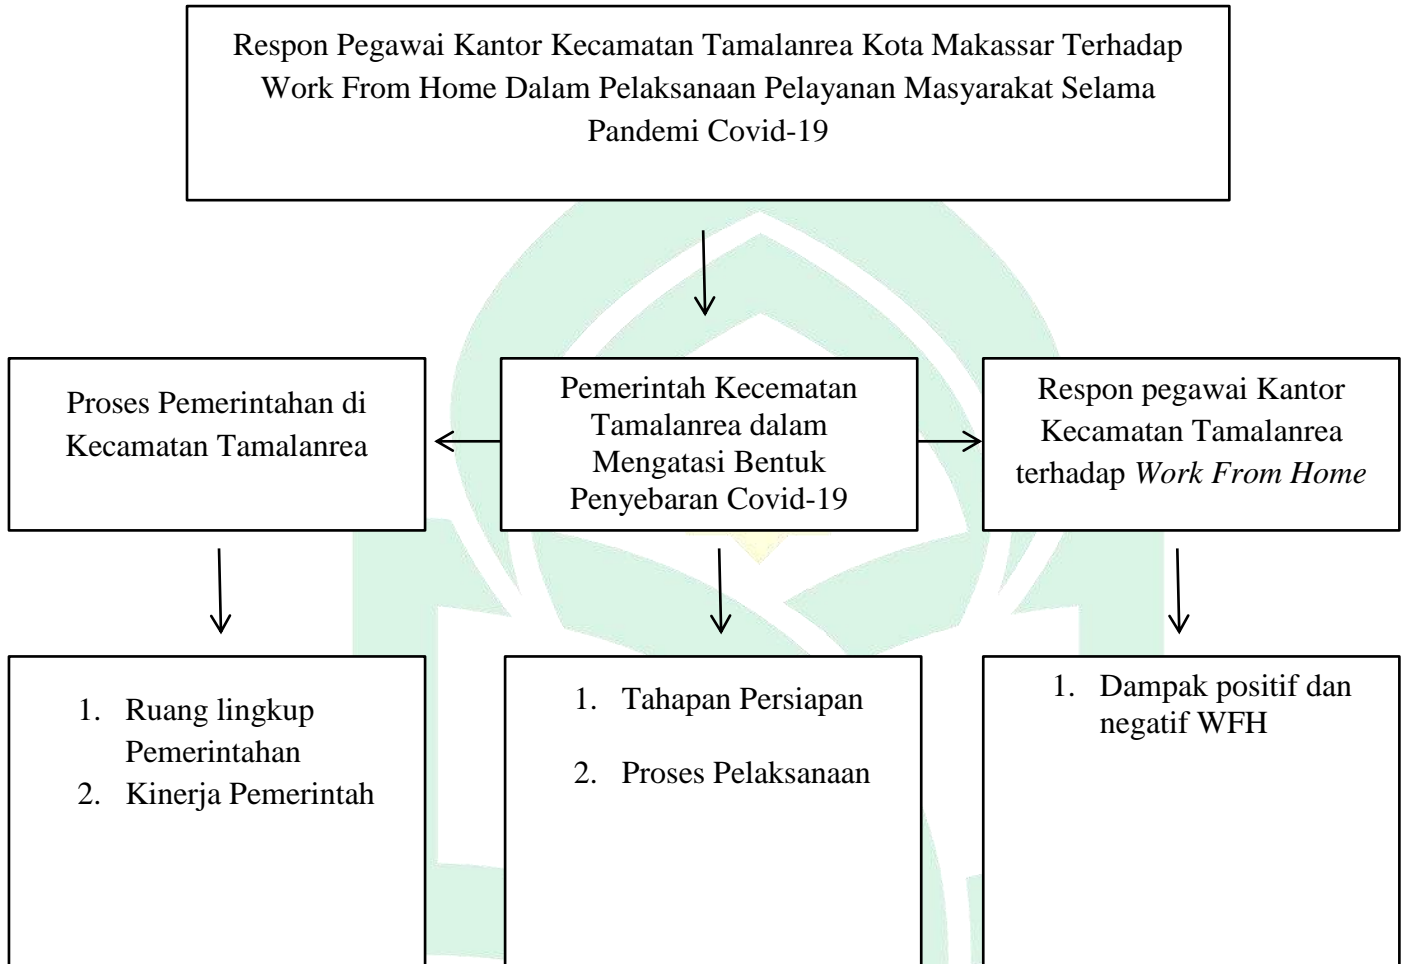 Respon Pegawai Kantor Kecamatan Tamalanrea Kota Makassar Terhadap
Work From Home Dalam Pelaksanaan Pelayanan Masyarakat Selama
Pandemi Covid-19
Proses Pemerintahan di
Kecamatan Tamalanrea
Pemerintah Kecematan
Tamalanrea dalam
Mengatasi Bentuk
Penyebaran Covid-19
Respon pegawai Kantor
Kecamatan Tamalanrea
terhadap Work From Home
1. Ruang lingkup
Pemerintahan
2. Kinerja Pemerintah
1. Tahapan Persiapan
2. Proses Pelaksanaan
1. Dampak positif dan
negatif WFH